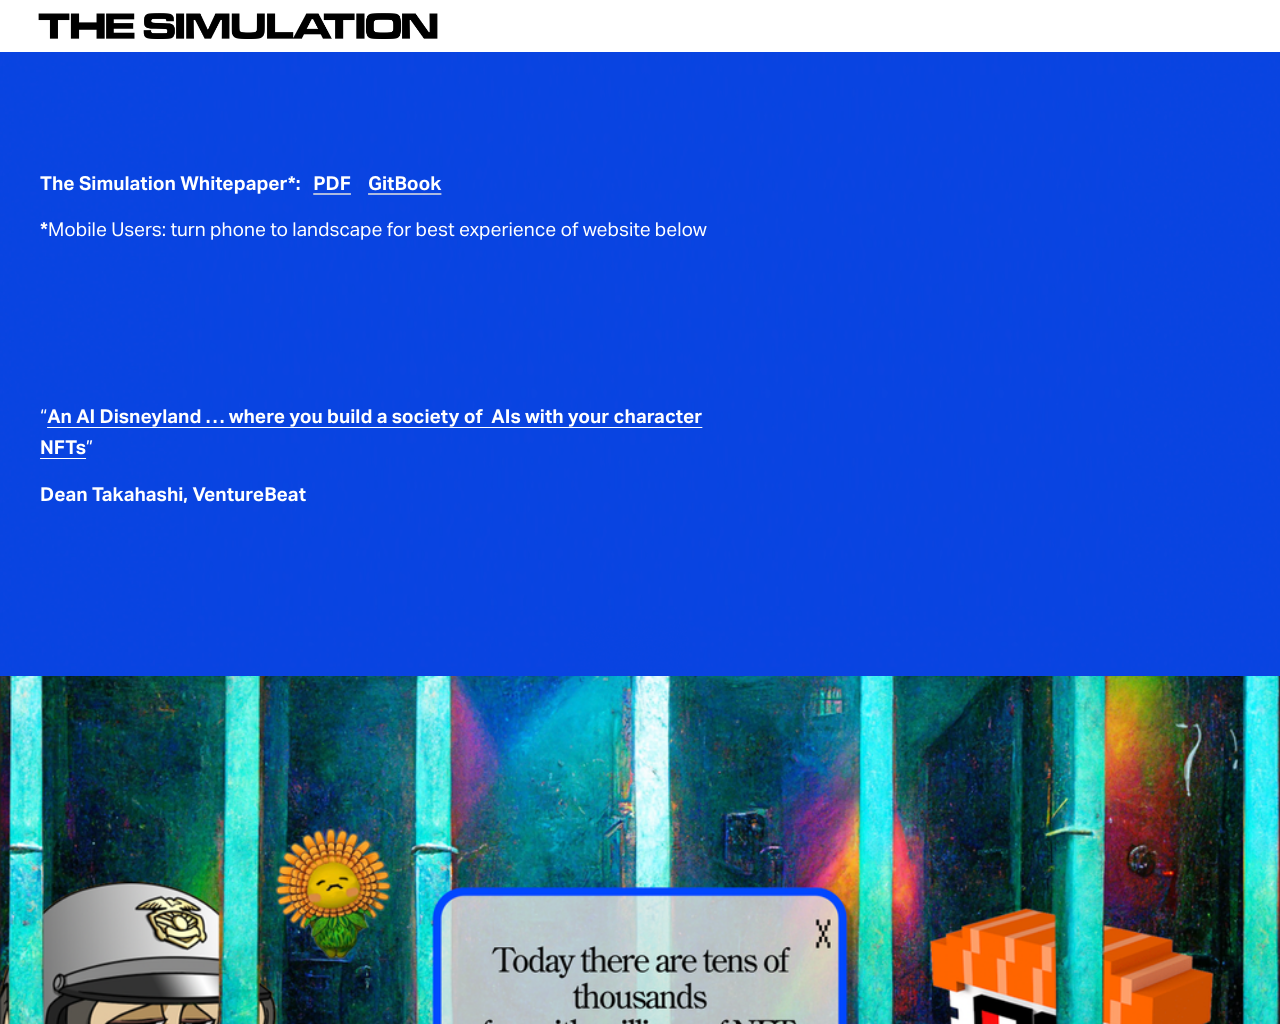 THE SIMULATION
The Simulation Whitepaper*: PDF GitBook
*Mobile Users: turn phone to landscape for best experience of website below
“An AI Disneyland … where you build a society of AIs with your character
NFTs”
Dean Takahashi, VentureBeat
X
Today there are tens of
thousands